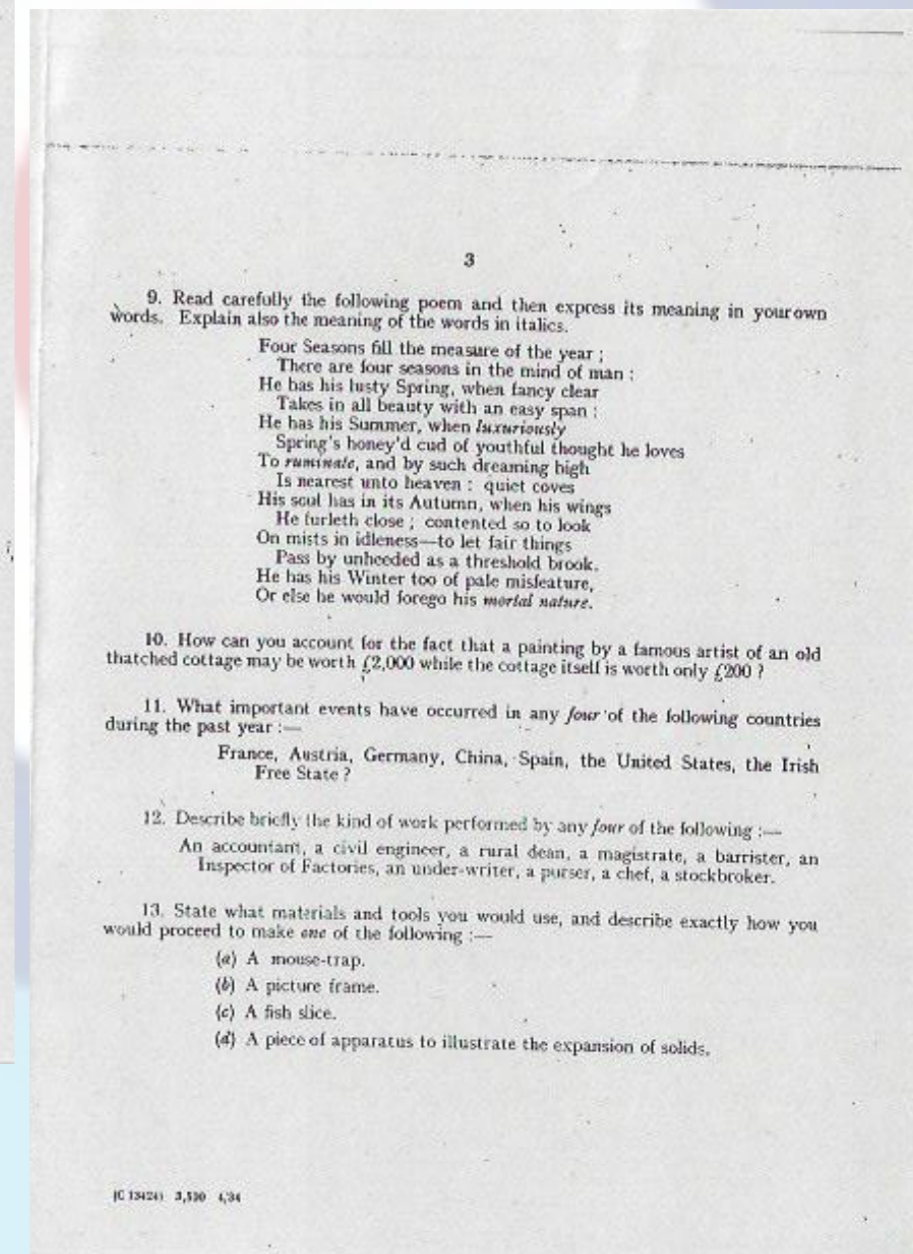 3
9. Read carefully the following poem and then express its meaning in your own
words. Explain also the meaning of the words in italics.
Four Seasons fill the measure of the year ;
There are four seasons in the mind of man :
He has his lusty Spring, when fancy clear
Takes in all beauty with an easy span :
He has his Summer, when luxuriously
Spring's honey'd cud of youthful thought he loves
To ruminate, and by such dreaming high
Is nearest unto heaven : quiet coves
His soul has in its Autumn, when his wings
He furleth close ; contented so to look
On mists in idleness—to let fair things
Pass by unheeded as a threshold brook.
He has his Winter too of pale misfeature,
Or else he would forego his mortal nature.
10. How can you account for the fact that a painting by a famous artist of an old
thatched cottage may be worth £2,000 while the cottage itself is worth only £200 ?
11. What important events have occurred in any four of the following countries
during the past year :—
France, Austria, Germany, China, Spain, the United States, the Irish
Free State ?
12. Describe briefly the kind of work performed by any four of the following :—
An accountant, a civil engineer, a rural dean, a magistrate, a barrister, an
Inspector of Factories, an under-writer, a purser, a chef, a stockbroker.
13. State what materials and tools you would use, and describe exactly how you
would proceed to make one of the following :—
(a) A mouse-trap.
(b) A picture frame.
(c) A fish slice.
(d) A piece of apparatus to illustrate the expansion of solids.
4/34